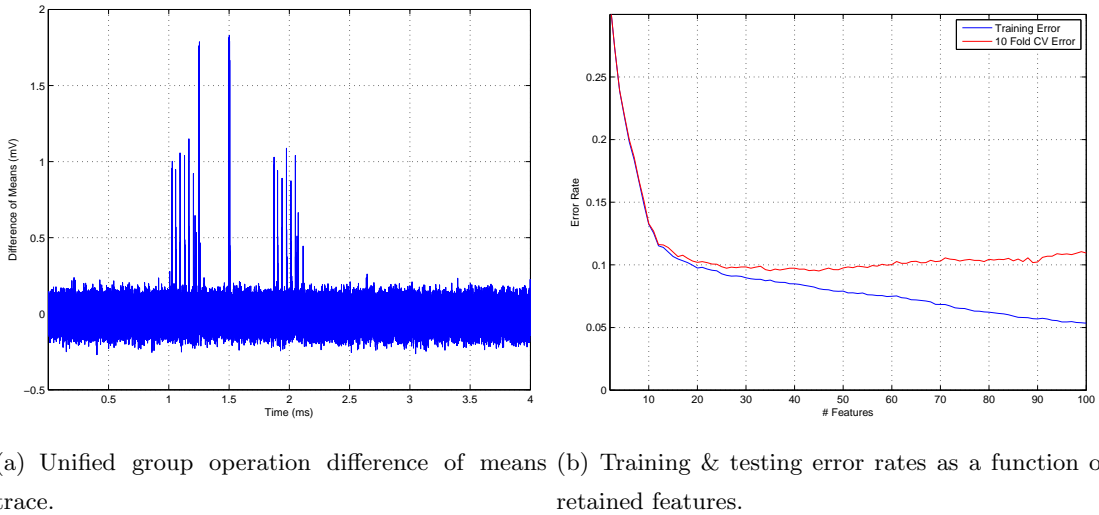 2
1.5
1
0.5
0
−0.5
Difference of Means (mV)
0.5 1 1.5 2 2.5 3 3.5 4
Time (ms)
Training Error
10 Fold CV Error
0.25
0.2
0.15
0.1
0.05
0
Error Rate
10 20 30 40 50 60 70 80 90 100
# Features
(a) Unified group operation difference of means
trace.
(b) Training & testing error rates as a function o
retained features.